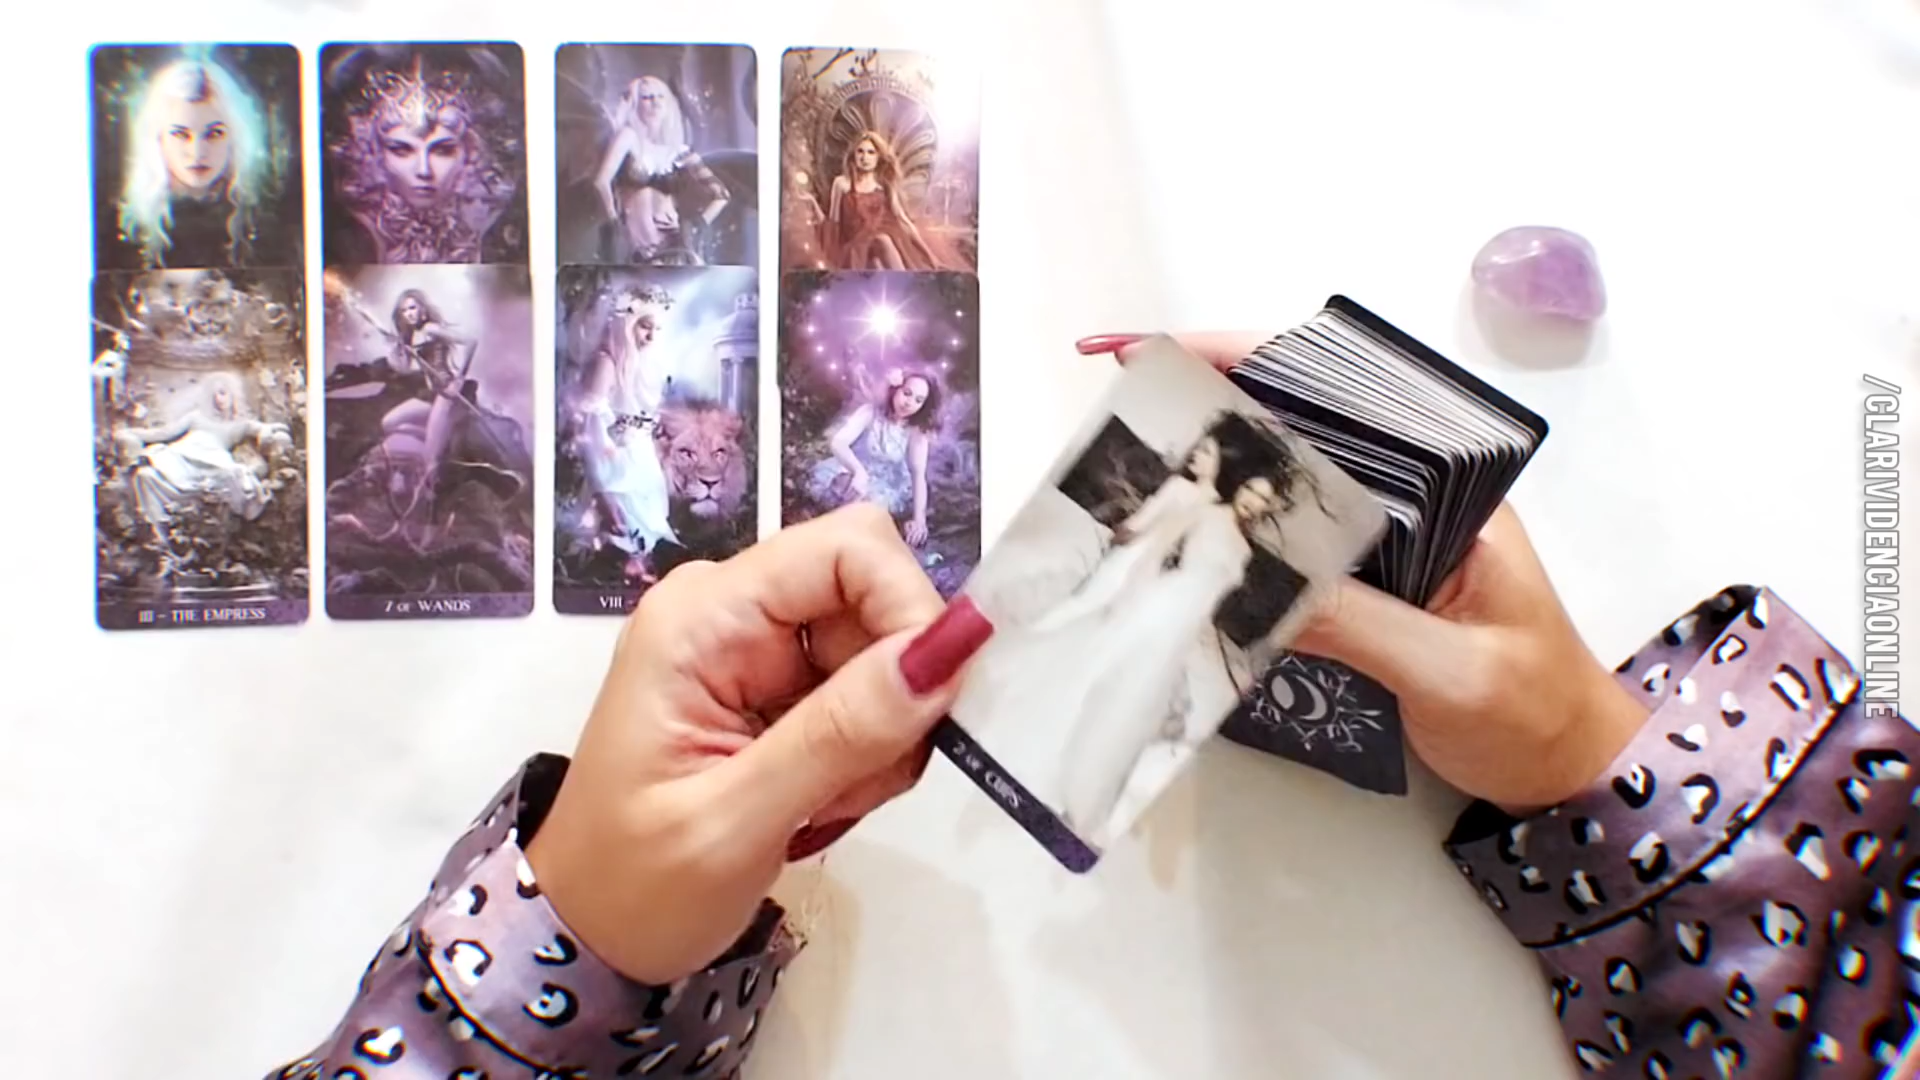 III - THE EMPRESS
7 OF WANDS
VIII -
2 OF CUPS
/CLARIVIDENCIAONLINE